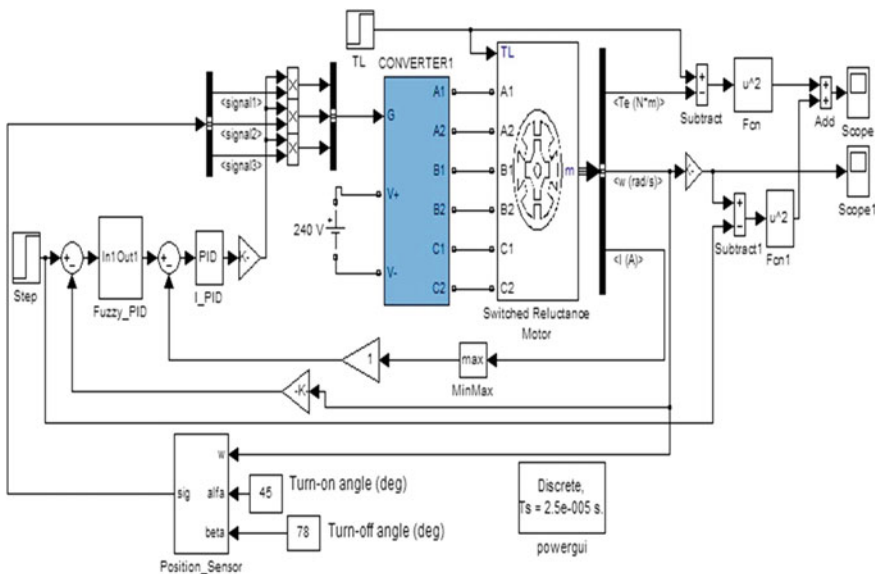 TL
CONVERTER1
TL
<signal1>
<signal2>
<signal3>
G
V+
V-
A1
A2
B1
B2
C1
C2
A1
A2
B1
B2
C1
C2
m
Switched Reluctance
Motor
240 V
+
<Te (N*m)>
<w (rad/s)>
<I (A)>
+
−
Subtract
u^2
Fcn
+
+
Add
Scope
K-
Scope1
+
−
Subtract1
u^2
Fcn1
Step
+
−
In1Out1
Fuzzy_PID
+
−
PID
I_PID
K-
1
max
MinMax
-K-
w
sig
alfa
beta
Position_Sensor
45
Turn-on angle (deg)
78
Turn-off angle (deg)
Discrete,
Ts = 2.5e-005 s.
powergui